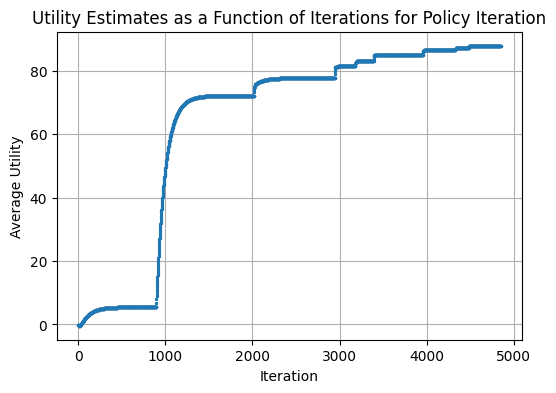 Utility Estimates as a Function of Iterations for Policy Iteration
80
60
40
20
0
Average Utility
0 1000 2000 3000 4000 5000
Iteration